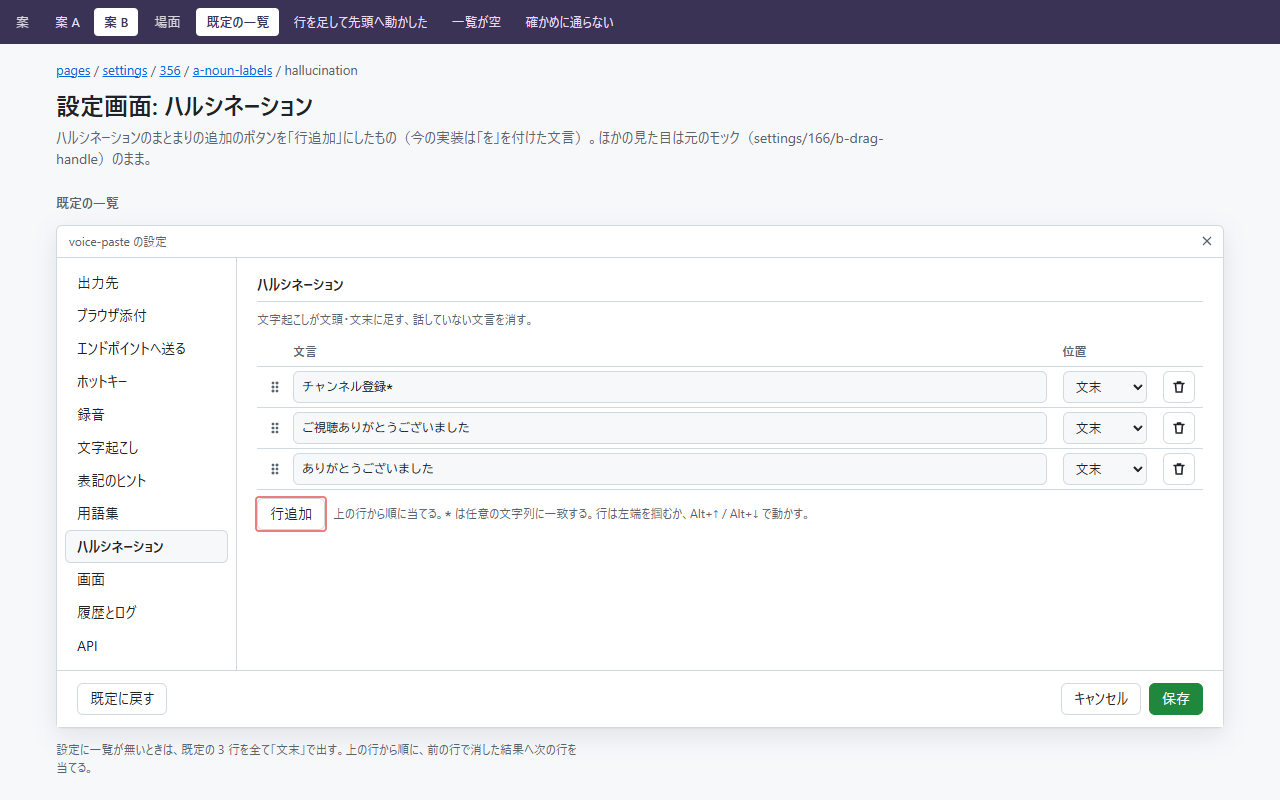 案 案 A 案 B 場面 既定の一覧 行を足して先頭へ動かした 一覧が空 確かめに通らない
pages / settings / 356 / a-noun-labels / hallucination
設定画面: ハルシネーション
ハルシネーションのまとまりの追加のボタンを「行追加」にしたもの（今の実装は「を」を付けた文言）。ほかの見た目は元のモック（settings/166/b-drag-
handle）のまま。
既定の一覧
voice-paste の設定
出力先
ブラウザ添付
エンドポイントへ送る
ホットキー
録音
文字起こし
表記のヒント
用語集
ハルシネーション
画面
履歴とログ
API
ハルシネーション
文字起こしが文頭・文末に足す、話していない文言を消す。
文言 位置
チャンネル登録* 文末
ご視聴ありがとうございました 文末
ありがとうございました 文末
行追加 上の行から順に当てる。* は任意の文字列に一致する。行は左端を掴むか、Alt+↑ / Alt+↓ で動かす。
既定に戻す キャンセル 保存
設定に一覧が無いときは、既定の 3 行を全て「文末」で出す。上の行から順に、前の行で消した結果へ次の行を
当てる。